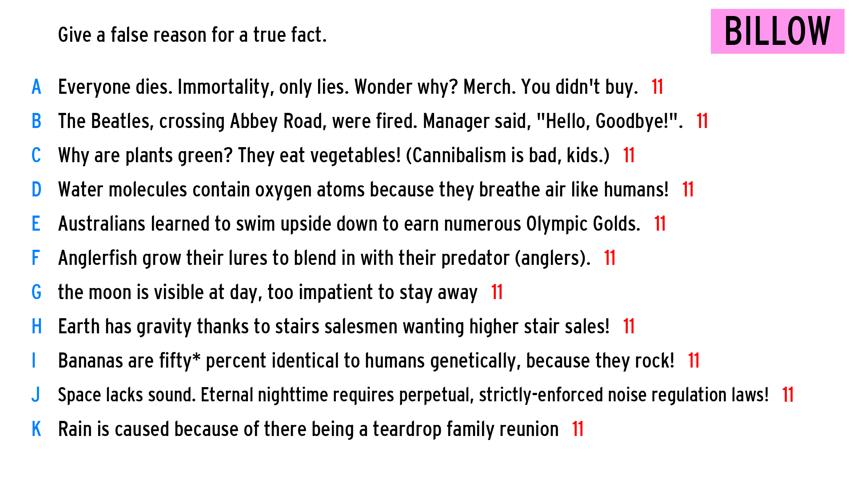 Give a false reason for a true fact.
BILLOW
A Everyone dies. Immortality, only lies. Wonder why? Merch. You didn't buy. 11
B The Beatles, crossing Abbey Road, were fired. Manager said, "Hello, Goodbye!". 11
C Why are plants green? They eat vegetables! (Cannibalism is bad, kids.) 11
D Water molecules contain oxygen atoms because they breathe air like humans! 11
E Australians learned to swim upside down to earn numerous Olympic Golds. 11
F Anglerfish grow their lures to blend in with their predator (anglers). 11
G the moon is visible at day, too impatient to stay away 11
H Earth has gravity thanks to stairs salesmen wanting higher stair sales! 11
I Bananas are fifty* percent identical to humans genetically, because they rock! 11
J Space lacks sound. Eternal nighttime requires perpetual, strictly-enforced noise regulation laws! 11
K Rain is caused because of there being a teardrop family reunion 11